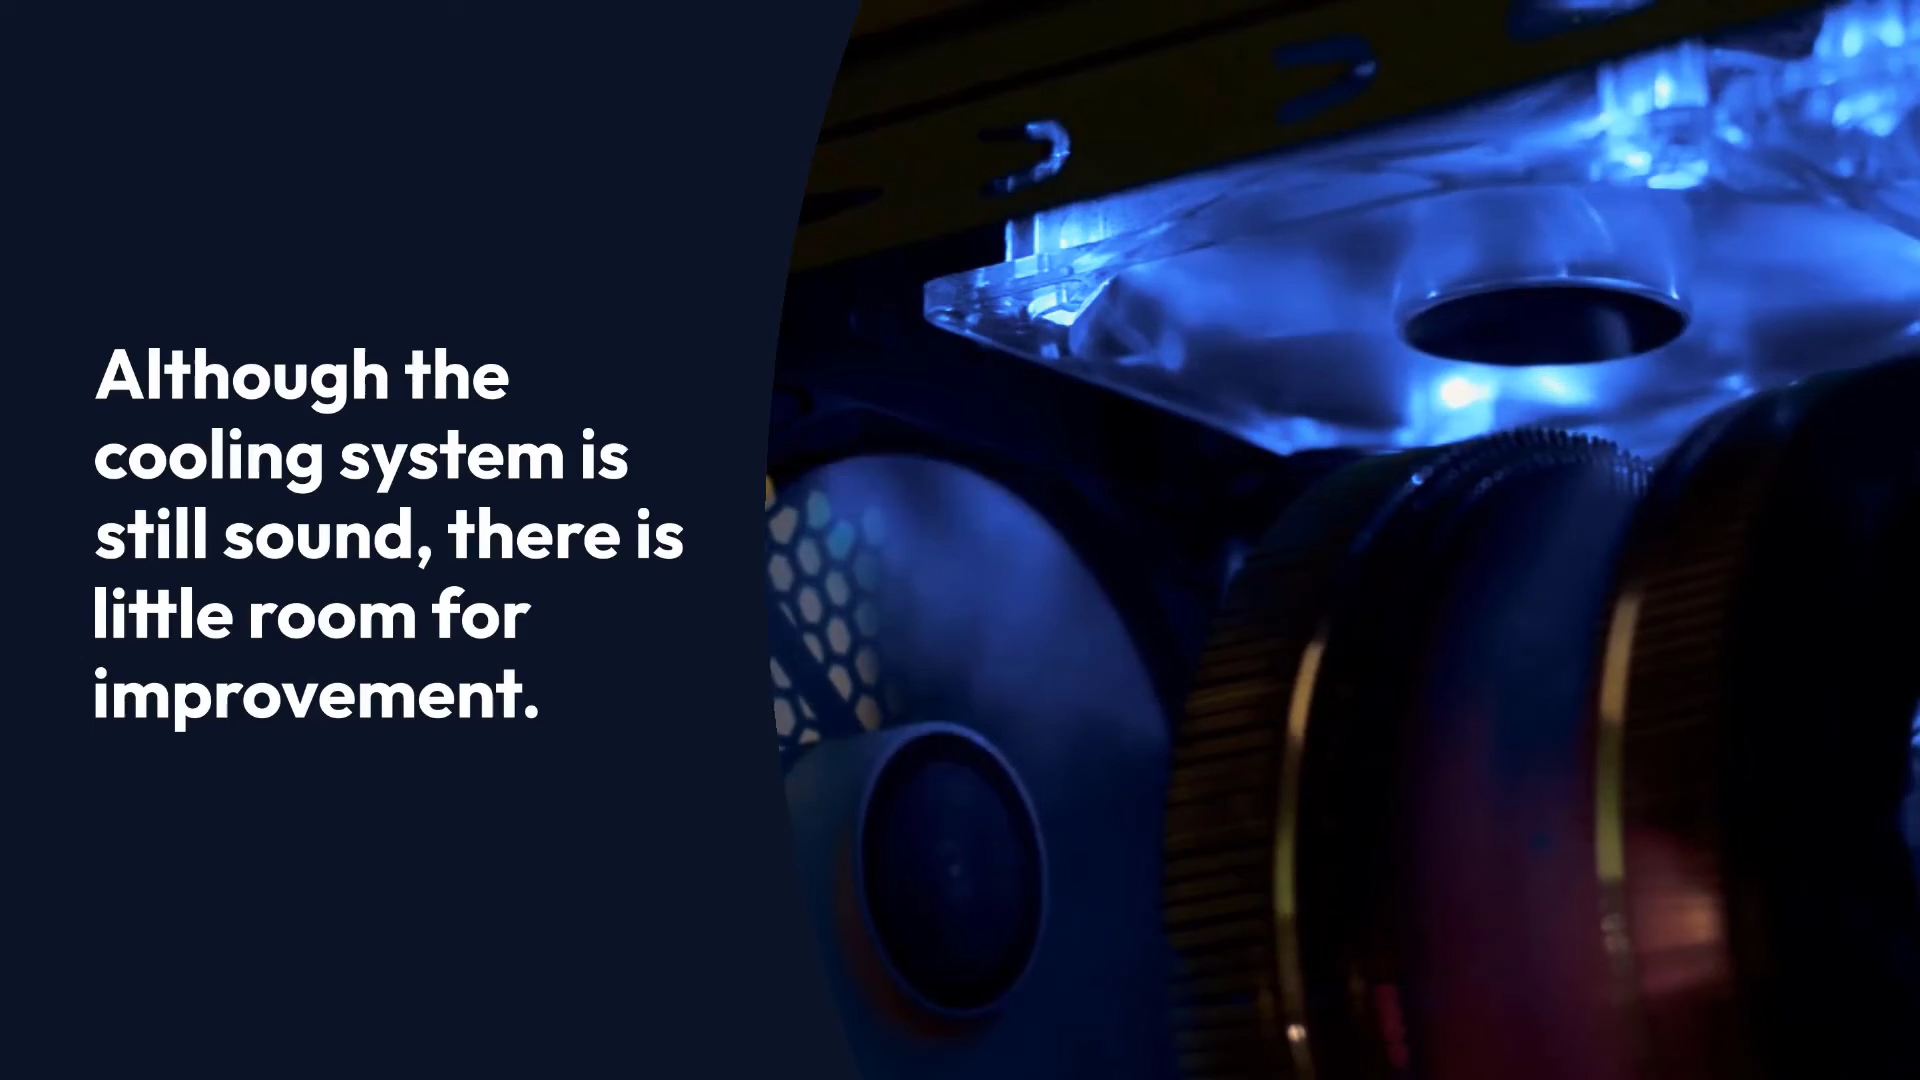 Although the
cooling system is
still sound, there is
little room for
improvement.